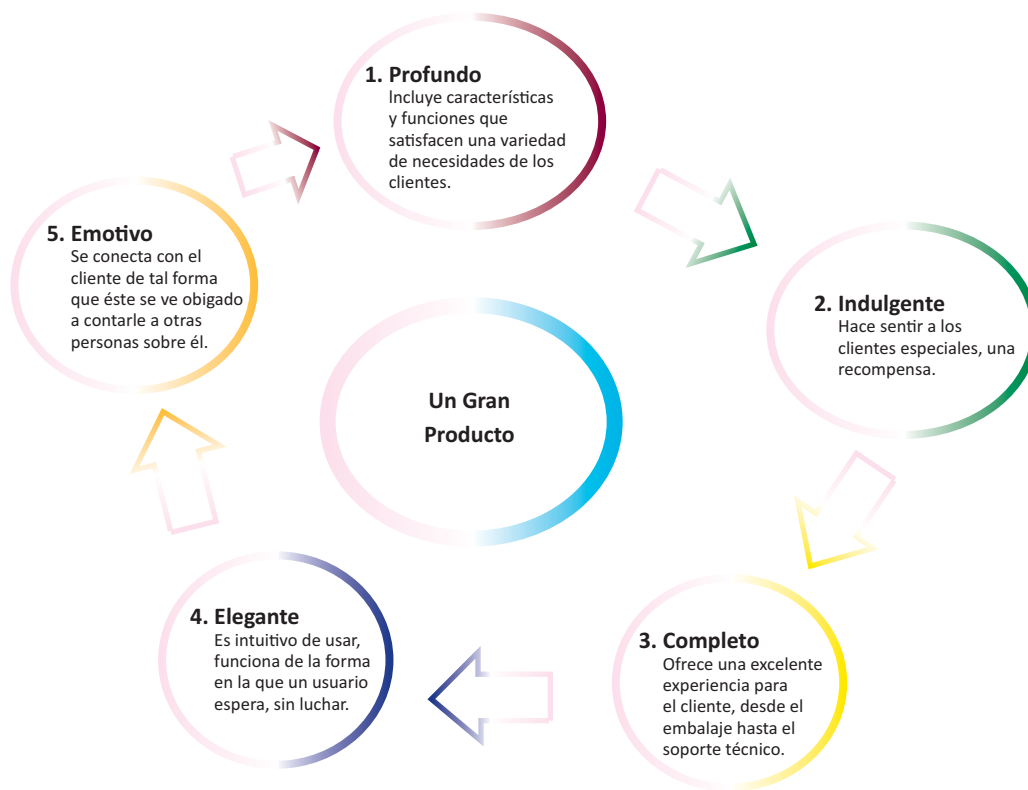 1. Profundo
Incluye características
y funciones que
satisfacen una variedad
de necesidades de los
clientes.
2. Indulgente
Hace sentir a los
clientes especiales, una
recompensa.
3. Completo
Ofrece una excelente
experiencia para
el cliente, desde el
embalaje hasta el
soporte técnico.
4. Elegante
Es intuitivo de usar,
funciona de la forma
en la que un usuario
espera, sin luchar.
5. Emotivo
Se conecta con el
cliente de tal forma
que éste se ve obigado
a contarle a otras
personas sobre él.
Un Gran
Producto